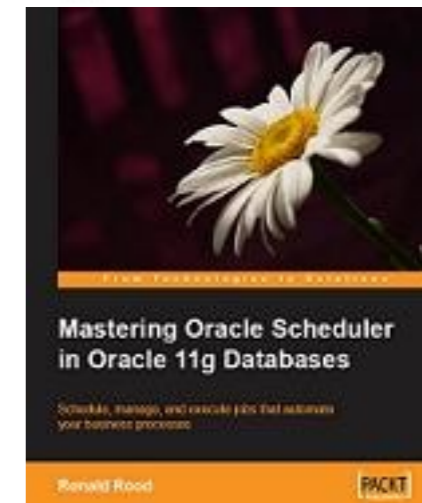 From Technologies to Solutions
Mastering Oracle Scheduler
in Oracle 11g Databases
Schedule, manage, and execute jobs that automate
your business processes
Ronald Rood
PACKT